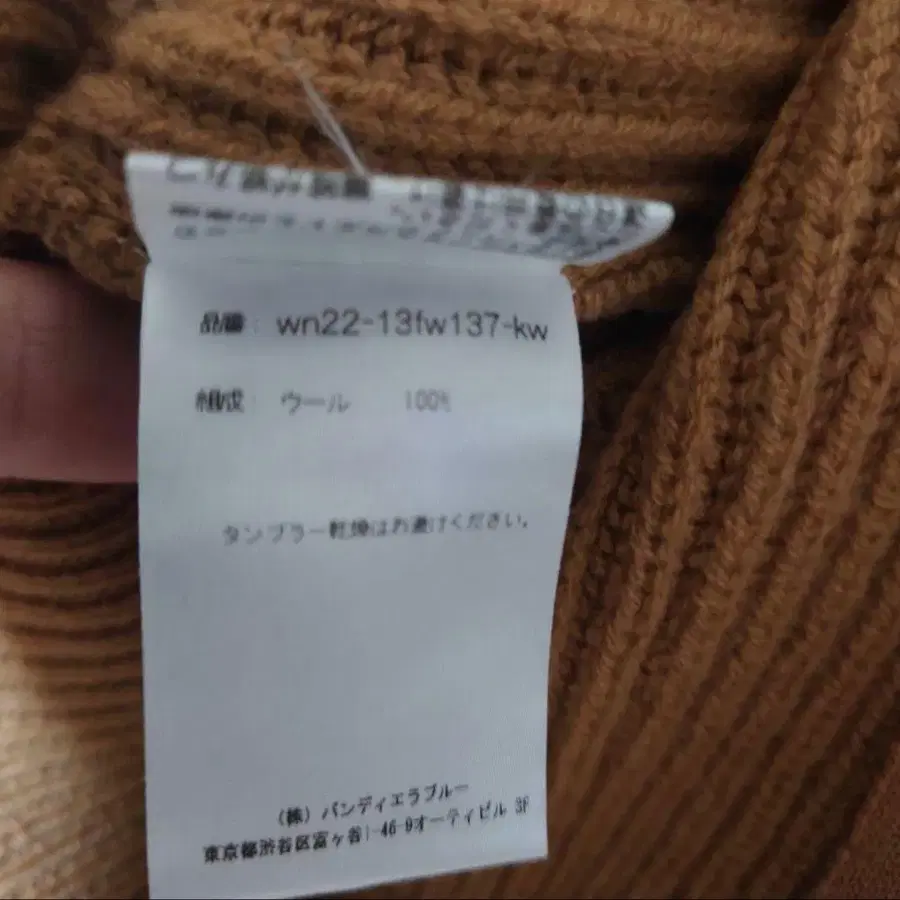 品番: wn22-13fw137-kw
組成: ウール 100%
タンブラー乾燥はお避けください。
(株) バンディエラブルー
東京都渋谷区富ヶ谷1-46-9オーティビル 3F